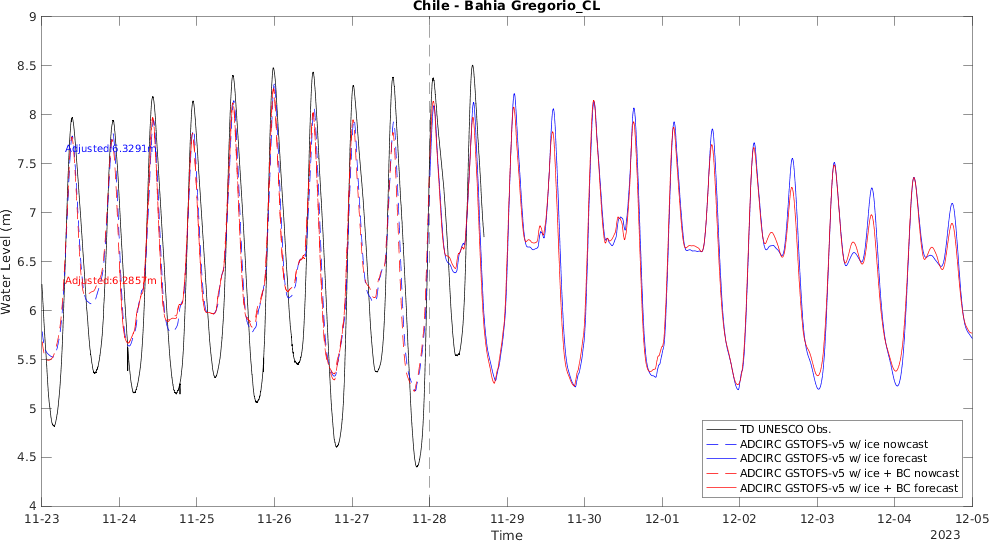 Chile - Bahia Gregorio_CL
9
8.5
8
7.5
7
6.5
6
5.5
5
4.5
4
Water Level (m)
Adjusted:6.3291m
Adjusted:6.2857m
TD UNESCO Obs.
ADCIRC GSTOFS-v5 w/ ice nowcast
ADCIRC GSTOFS-v5 w/ ice forecast
ADCIRC GSTOFS-v5 w/ ice + BC nowcast
ADCIRC GSTOFS-v5 w/ ice + BC forecast
11-23 11-24 11-25 11-26 11-27 11-28 11-29 11-30 12-01 12-02 12-03 12-04 12-05
Time
2023